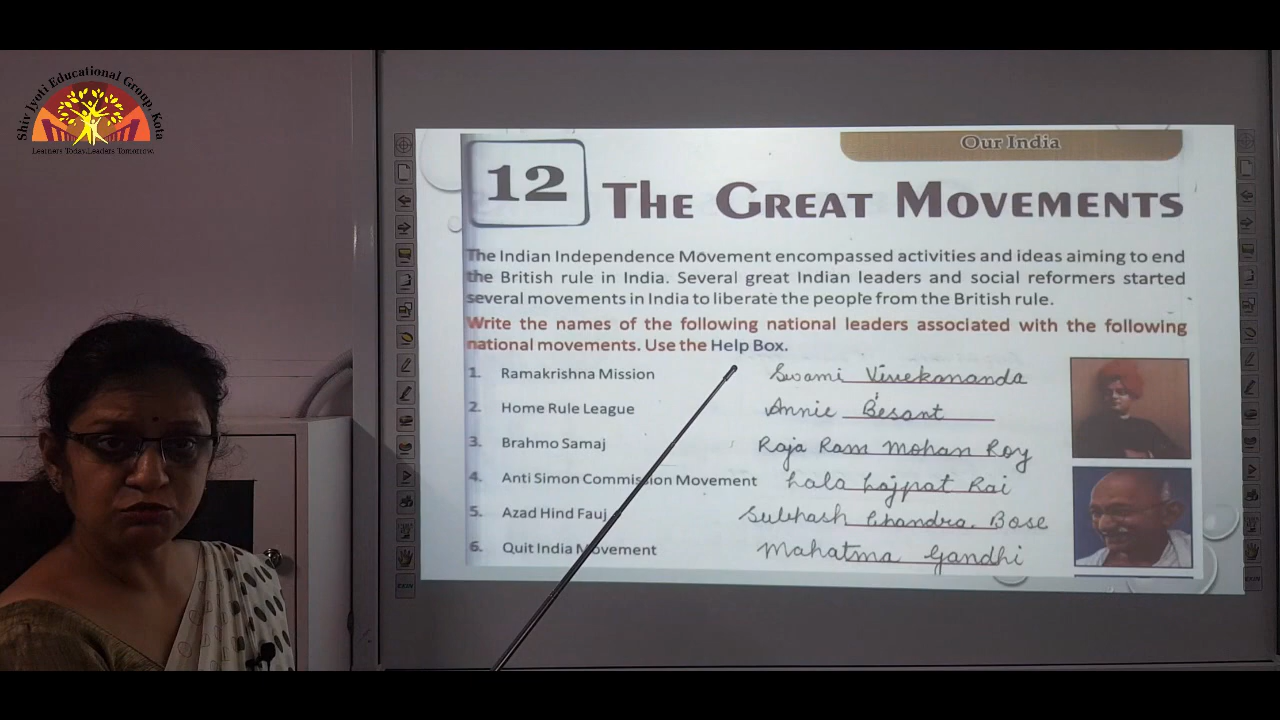 Shiv Jyoti Educational Group, Kota
Learners Today.Leaders Tomorrow.
Our India
12 THE GREAT MOVEMENTS
The Indian Independence Movement encompassed activities and ideas aiming to end
the British rule in India. Several great Indian leaders and social reformers started
several movements in India to liberate the people from the British rule.
Write the names of the following national leaders associated with the following
national movements. Use the Help Box.
1. Ramakrishna Mission Swami Vivekananda
2. Home Rule League Annie Besant
3. Brahmo Samaj Raja Ram Mohan Roy
4. Anti Simon Commission Movement Lala Lajpat Rai
5. Azad Hind Fauj Subhash Chandra Bose
6. Quit India Movement Mahatma Gandhi